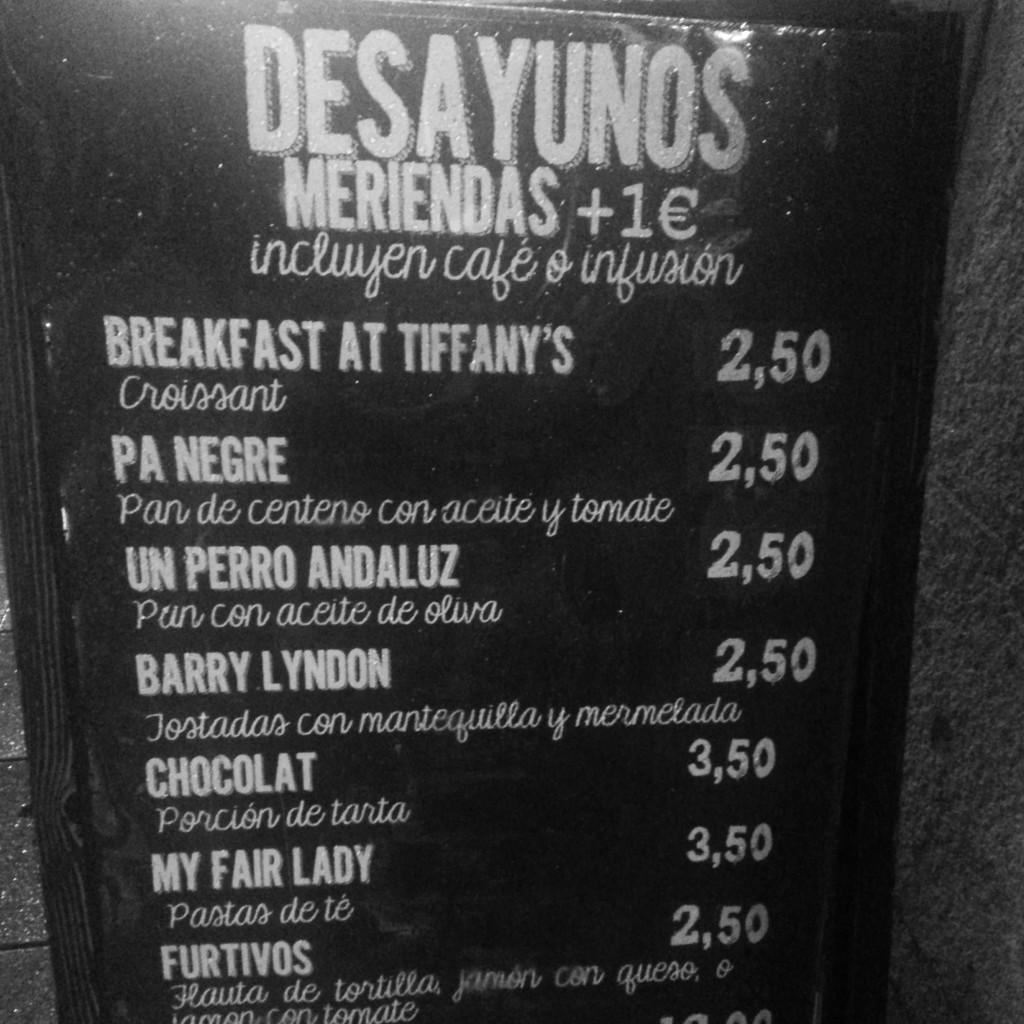 DESAYUNOS
MERIENDAS +1€
incluyen café o infusión
BREAKFAST AT TIFFANY'S 2,50
Croissant
PA NEGRE 2,50
Pan de centeno con aceite y tomate
UN PERRO ANDALUZ 2,50
Pan con aceite de oliva
BARRY LYNDON 2,50
Tostadas con mantequilla y mermelada
CHOCOLAT 3,50
Porción de tarta
MY FAIR LADY 3,50
Pastas de té
FURTIVOS 2,50
Flauta de tortilla, jamón con queso, o
jamon con tomate